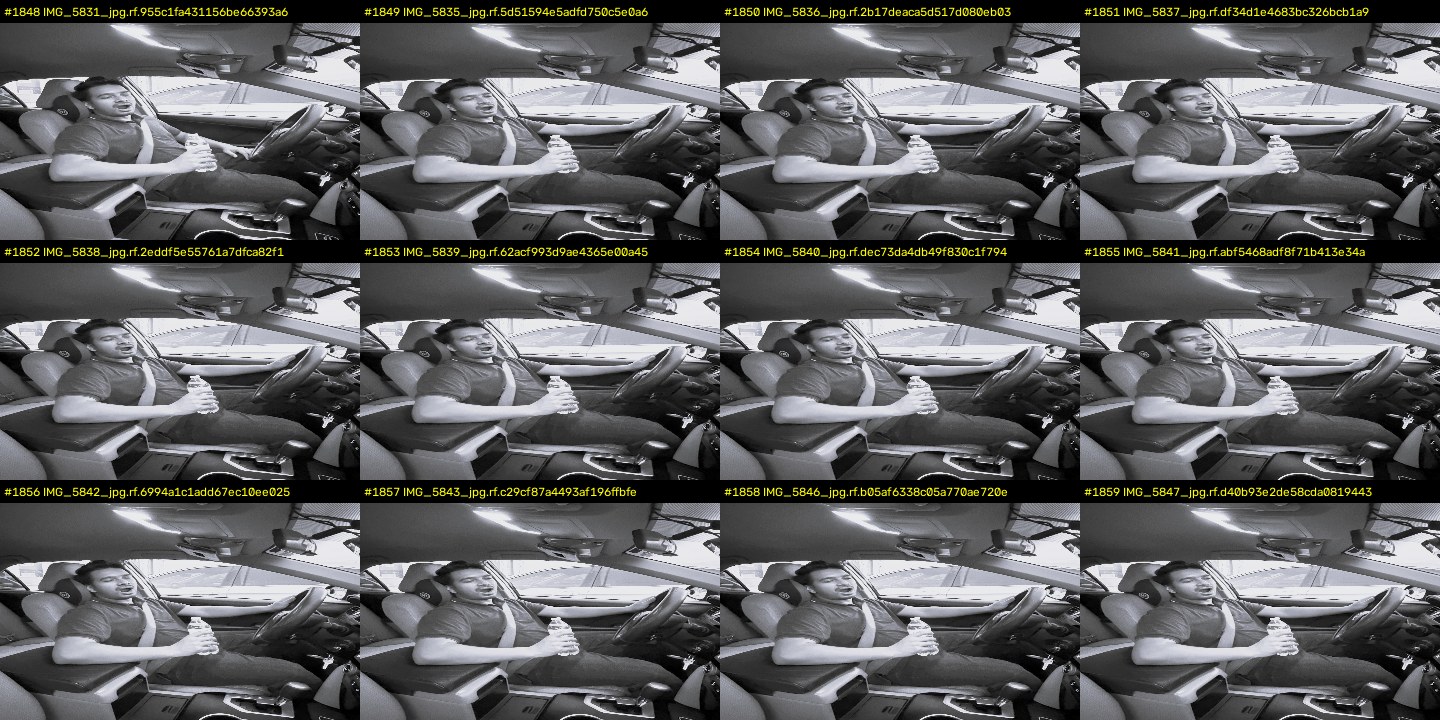 #1848 IMG_5831_jpg.rf.955c1fa431156be66393a6
#1849 IMG_5835_jpg.rf.5d51594e5adfd750c5e0a6
#1850 IMG_5836_jpg.rf.2b17deaca5d517d080eb03
#1851 IMG_5837_jpg.rf.df34d1e4683bc326bcb1a9
#1852 IMG_5838_jpg.rf.2eddf5e55761a7dfca82f1
#1853 IMG_5839_jpg.rf.62acf993d9ae4365e00a45
#1854 IMG_5840_jpg.rf.dec73da4db49f830c1f794
#1855 IMG_5841_jpg.rf.abf5468adf8f71b413e34a
#1856 IMG_5842_jpg.rf.6994a1c1add67ec10ee025
#1857 IMG_5843_jpg.rf.c29cf87a4493af196ffbfe
#1858 IMG_5846_jpg.rf.b05af6338c05a770ae720e
#1859 IMG_5847_jpg.rf.d40b93e2de58cda0819443